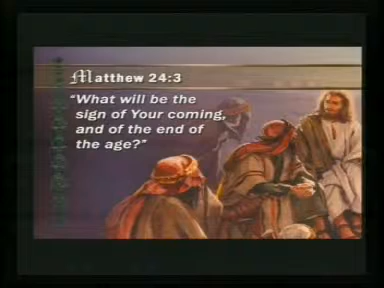 Matthew 24:3
"What will be the
sign of Your coming,
and of the end of
the age?"